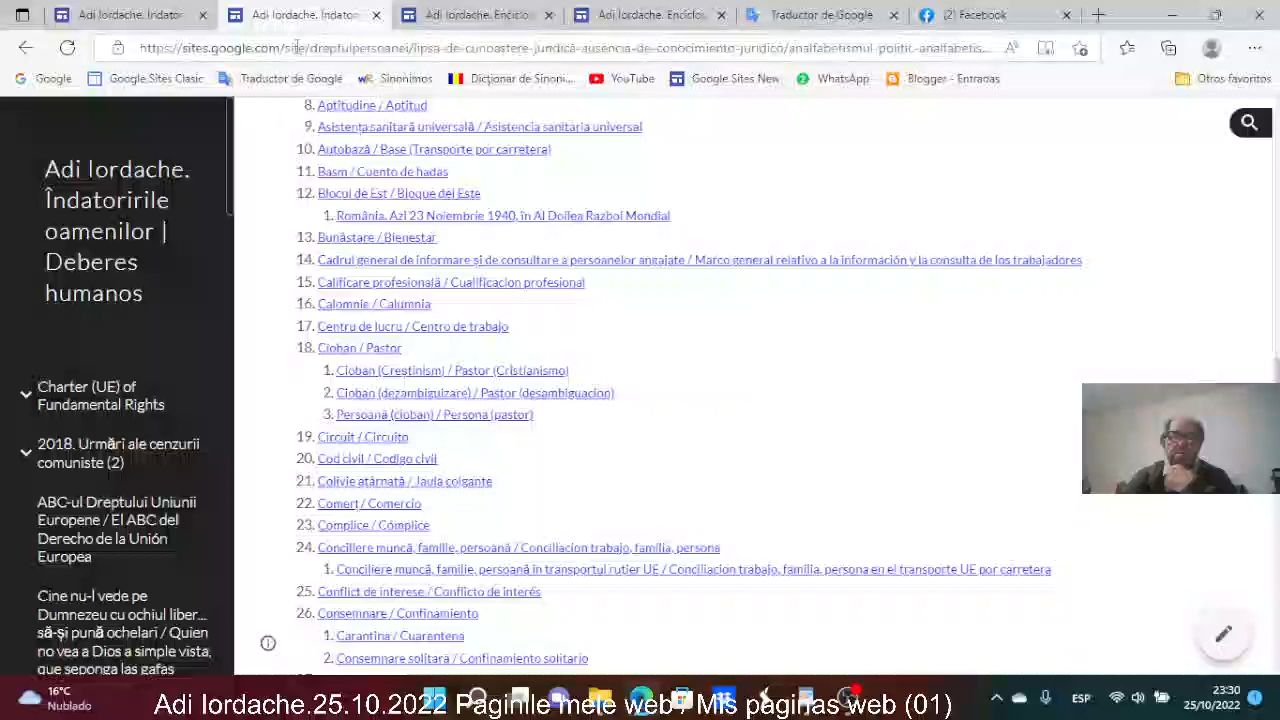 Adi Iordache.
Adi Iordache.
Adi Iordache.
Adi Iordache.
Traductor de Google
(2) Facebook
https://sites.google.com/s
Google
Google.Sites Clasic
Traductor de Google
Sinonimos
YouTube
Google.Sites New
WhatsApp
Blogger - Entradas
Otros favoritos
Adi Iordache.
Îndatoririle
oamenilor |
Deberes
humanos
Charter (UE) of
Fundamental Rights
2018. Urmări ale cenzurii
comuniste (2)
ABC-ul Dreptului Uniunii
Europene / El ABC del
Derecho de la Unión
Europea
Cine nu-l vede pe
Dumnezeu cu ochiul liber...
să-și pună ochelari / Quien
no vea a Dios a simple vista,
que seponga las gafas
8. Aptitudine / Aptitud
9. Asistența sanitară universală / Asistencia sanitaria universal
10. Autobază / Base (Transporte por carretera)
11. Basm / Cuento de hadas
12. Blocul de Est / Bloque del Este
1. România. Azi 23 Noiembrie 1940, în Al Doilea Razboi Mondial
13. Bunăstare / Bienestar
14. Cadrul general de informare și de consultare a persoanelor angajate / Marco general relativo a la información y la consulta de los trabajadores
15. Calificare profesională / Cualificacion profesional
16. Calomnie / Calumnia
17. Centru de lucru / Centro de trabajo
18. Cioban / Pastor
1. Cioban (Creștinism) / Pastor (Cristianismo)
2. Cioban (dezambiguizare) / Pastor (desambiguacion)
3. Persoană (cioban) / Persona (pastor)
19. Circuit / Circuito
20. Cod civil / Codigo civil
21. Colivie atârnată / Jaula colgante
22. Comerț / Comercio
23. Complice / Cómplice
24. Conciliere muncă, familie, persoană / Conciliacion trabajo, familia, persona
1. Conciliere muncă, familie, persoană în transportul rutier UE / Conciliacion trabajo, familia, persona en el transporte UE por carretera
25. Conflict de interese / Conflicto de interés
26. Consemnare / Confinamiento
1. Carantina / Cuarentena
2. Consemnare solitară / Confinamiento solitario
16°C
Nublado
Adi Iordache.25.10.2022 Paginile mele web / Mis páginas web (01)
ESP
23:30
25/10/2022